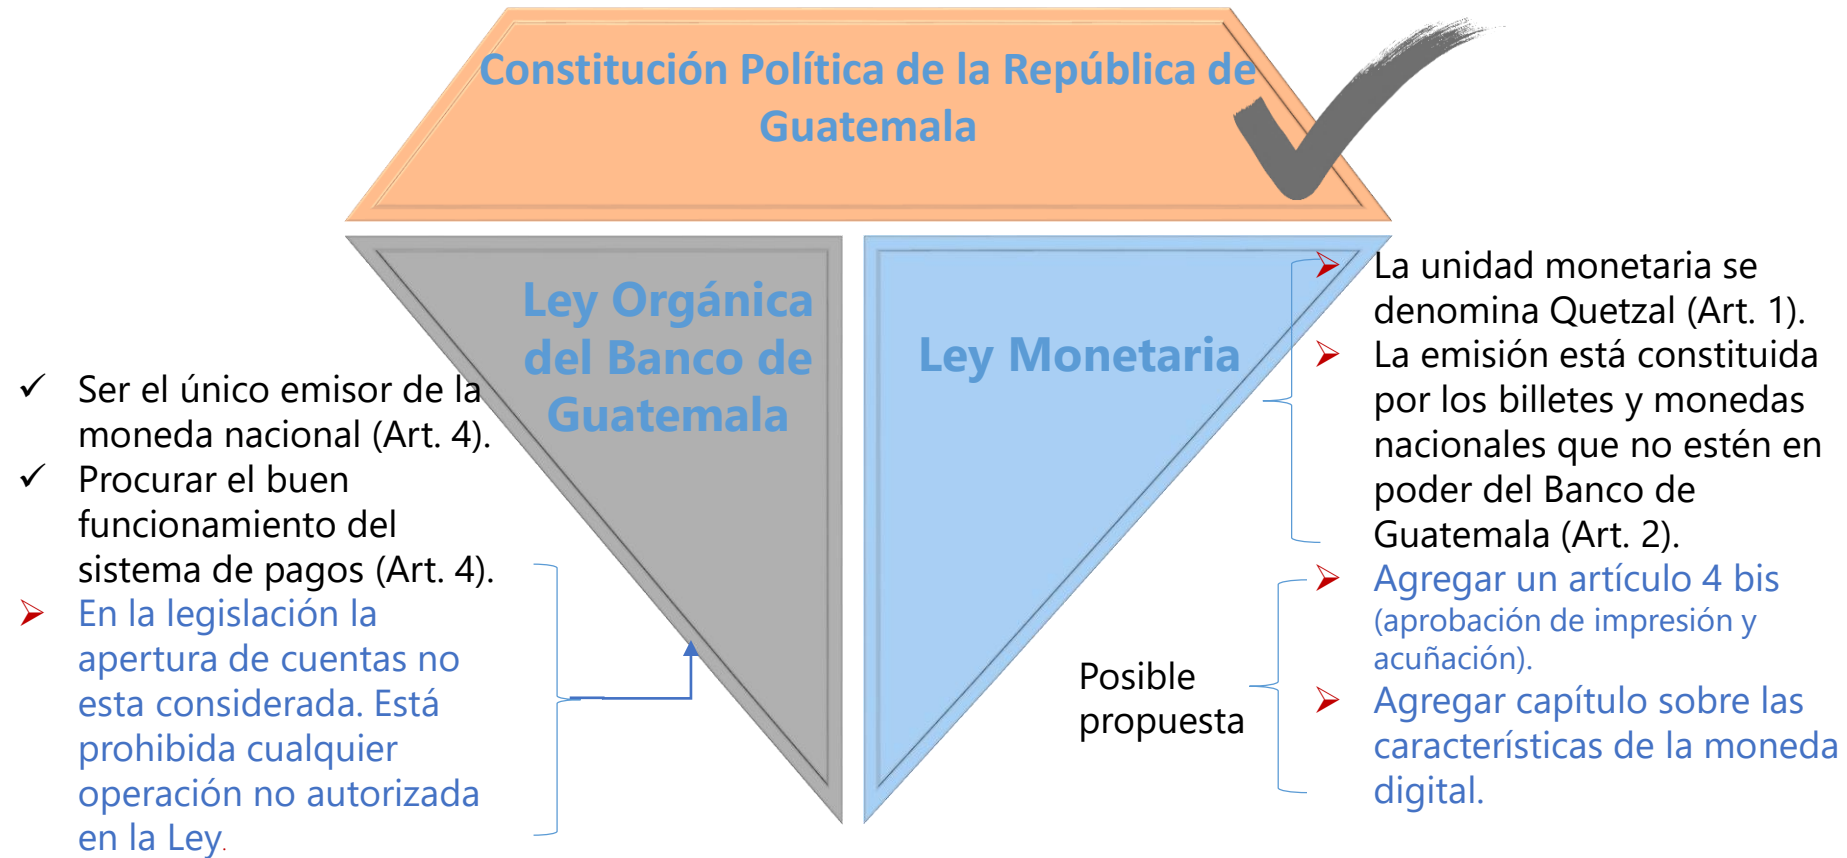 Constitución Política de la República de
Guatemala
Ley Orgánica
del Banco de
Guatemala
✓ Ser el único emisor de la
moneda nacional (Art. 4).
✓ Procurar el buen
funcionamiento del
sistema de pagos (Art. 4).
➢ En la legislación la
apertura de cuentas no
esta considerada. Está
prohibida cualquier
operación no autorizada
en la Ley.
Ley Monetaria
➢ La unidad monetaria se
denomina Quetzal (Art. 1).
➢ La emisión está constituida
por los billetes y monedas
nacionales que no estén en
poder del Banco de
Guatemala (Art. 2).
Posible
propuesta
➢ Agregar un artículo 4 bis
(aprobación de impresión y
acuñación).
➢ Agregar capítulo sobre las
características de la moneda
digital.